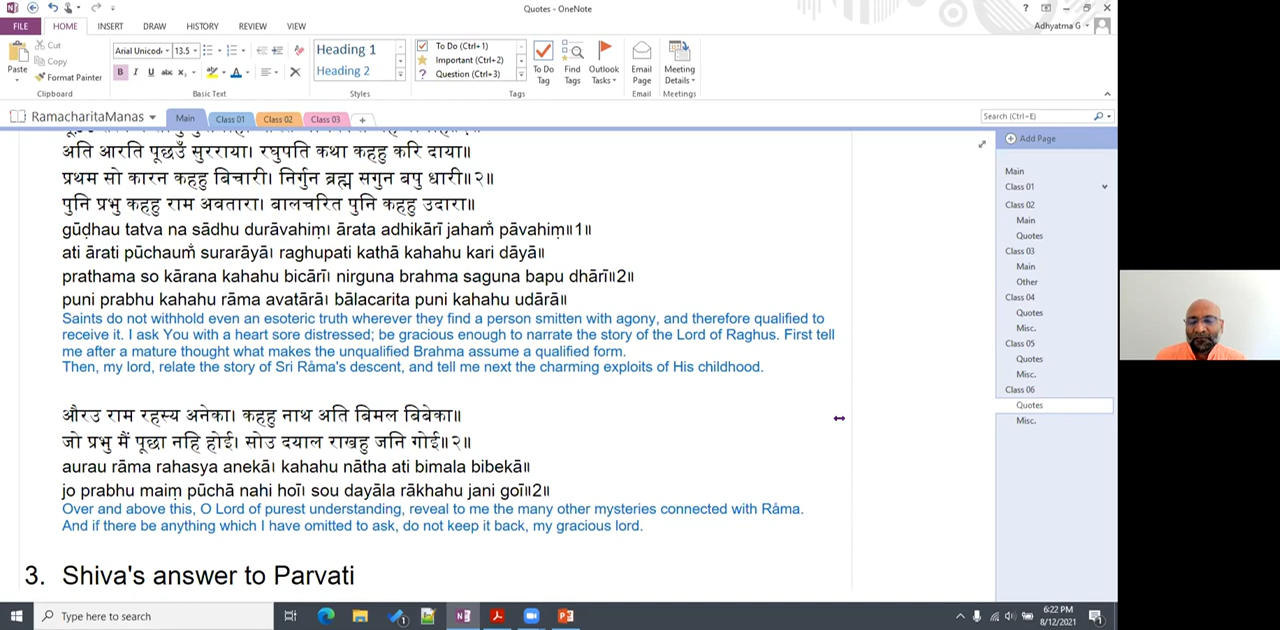 Quotes - OneNote
FILE HOME INSERT DRAW HISTORY REVIEW VIEW
Adhyatma G
Paste
Cut
Copy
Format Painter
Clipboard
Arial Unicod 13.5
B I U abc
Basic Text
Heading 1
Heading 2
Styles
To Do (Ctrl+1)
Important (Ctrl+2)
Question (Ctrl+3)
To Do Tag
Find Tags
Outlook Tasks
Tags
Email Page
Email
Meeting Details
Meetings
RamacharitaManas Main Class 01 Class 02 Class 03
Search (Ctrl+E)
अति आरति पूछउँ सुरराया। रघुपति कथा कहहु करि दाया॥
प्रथम सो कारन कहहु बिचारी। निर्गुन ब्रह्म सगुन बपु धारी॥२॥
पुनि प्रभु कहहु राम अवतारा। बालचरित पुनि कहहु उदारा॥
gūḍhau tatva na sādhu durāvahiṃ। ārata adhikārī jaham̐ pāvahiṃ॥1॥
ati ārati pūchaum̐ surarāyā। raghupati kathā kahahu kari dāyā॥
prathama so kārana kahahu bicārī। nirguna brahma saguna bapu dhārī॥2॥
puni prabhu kahahu rāma avatārā। bālacarita puni kahahu udārā॥
Saints do not withhold even an esoteric truth wherever they find a person smitten with agony, and therefore qualified to
receive it. I ask You with a heart sore distressed; be gracious enough to narrate the story of the Lord of Raghus. First tell
me after a mature thought what makes the unqualified Brahma assume a qualified form.
Then, my lord, relate the story of Sri Råma's descent, and tell me next the charming exploits of His childhood.
औरउ राम रहस्य अनेका। कहहु नाथ अति बिमल बिबेका॥
जो प्रभु मैं पूछा नहि होई। सोउ दयाल राखहु जनि गोई॥२॥
aurau rāma rahasya anekā। kahahu nātha ati bimala bibekā॥
jo prabhu maiṃ pūchā nahi hoī। sou dayāla rākhahu jani goī॥2॥
Over and above this, O Lord of purest understanding, reveal to me the many other mysteries connected with Råma.
And if there be anything which I have omitted to ask, do not keep it back, my gracious lord.
3. Shiva's answer to Parvati
Add Page
Main
Class 01
Class 02
Main
Quotes
Class 03
Main
Other
Class 04
Quotes
Misc.
Class 05
Quotes
Misc.
Class 06
Quotes
Misc.
Type here to search
6:22 PM
8/12/2021